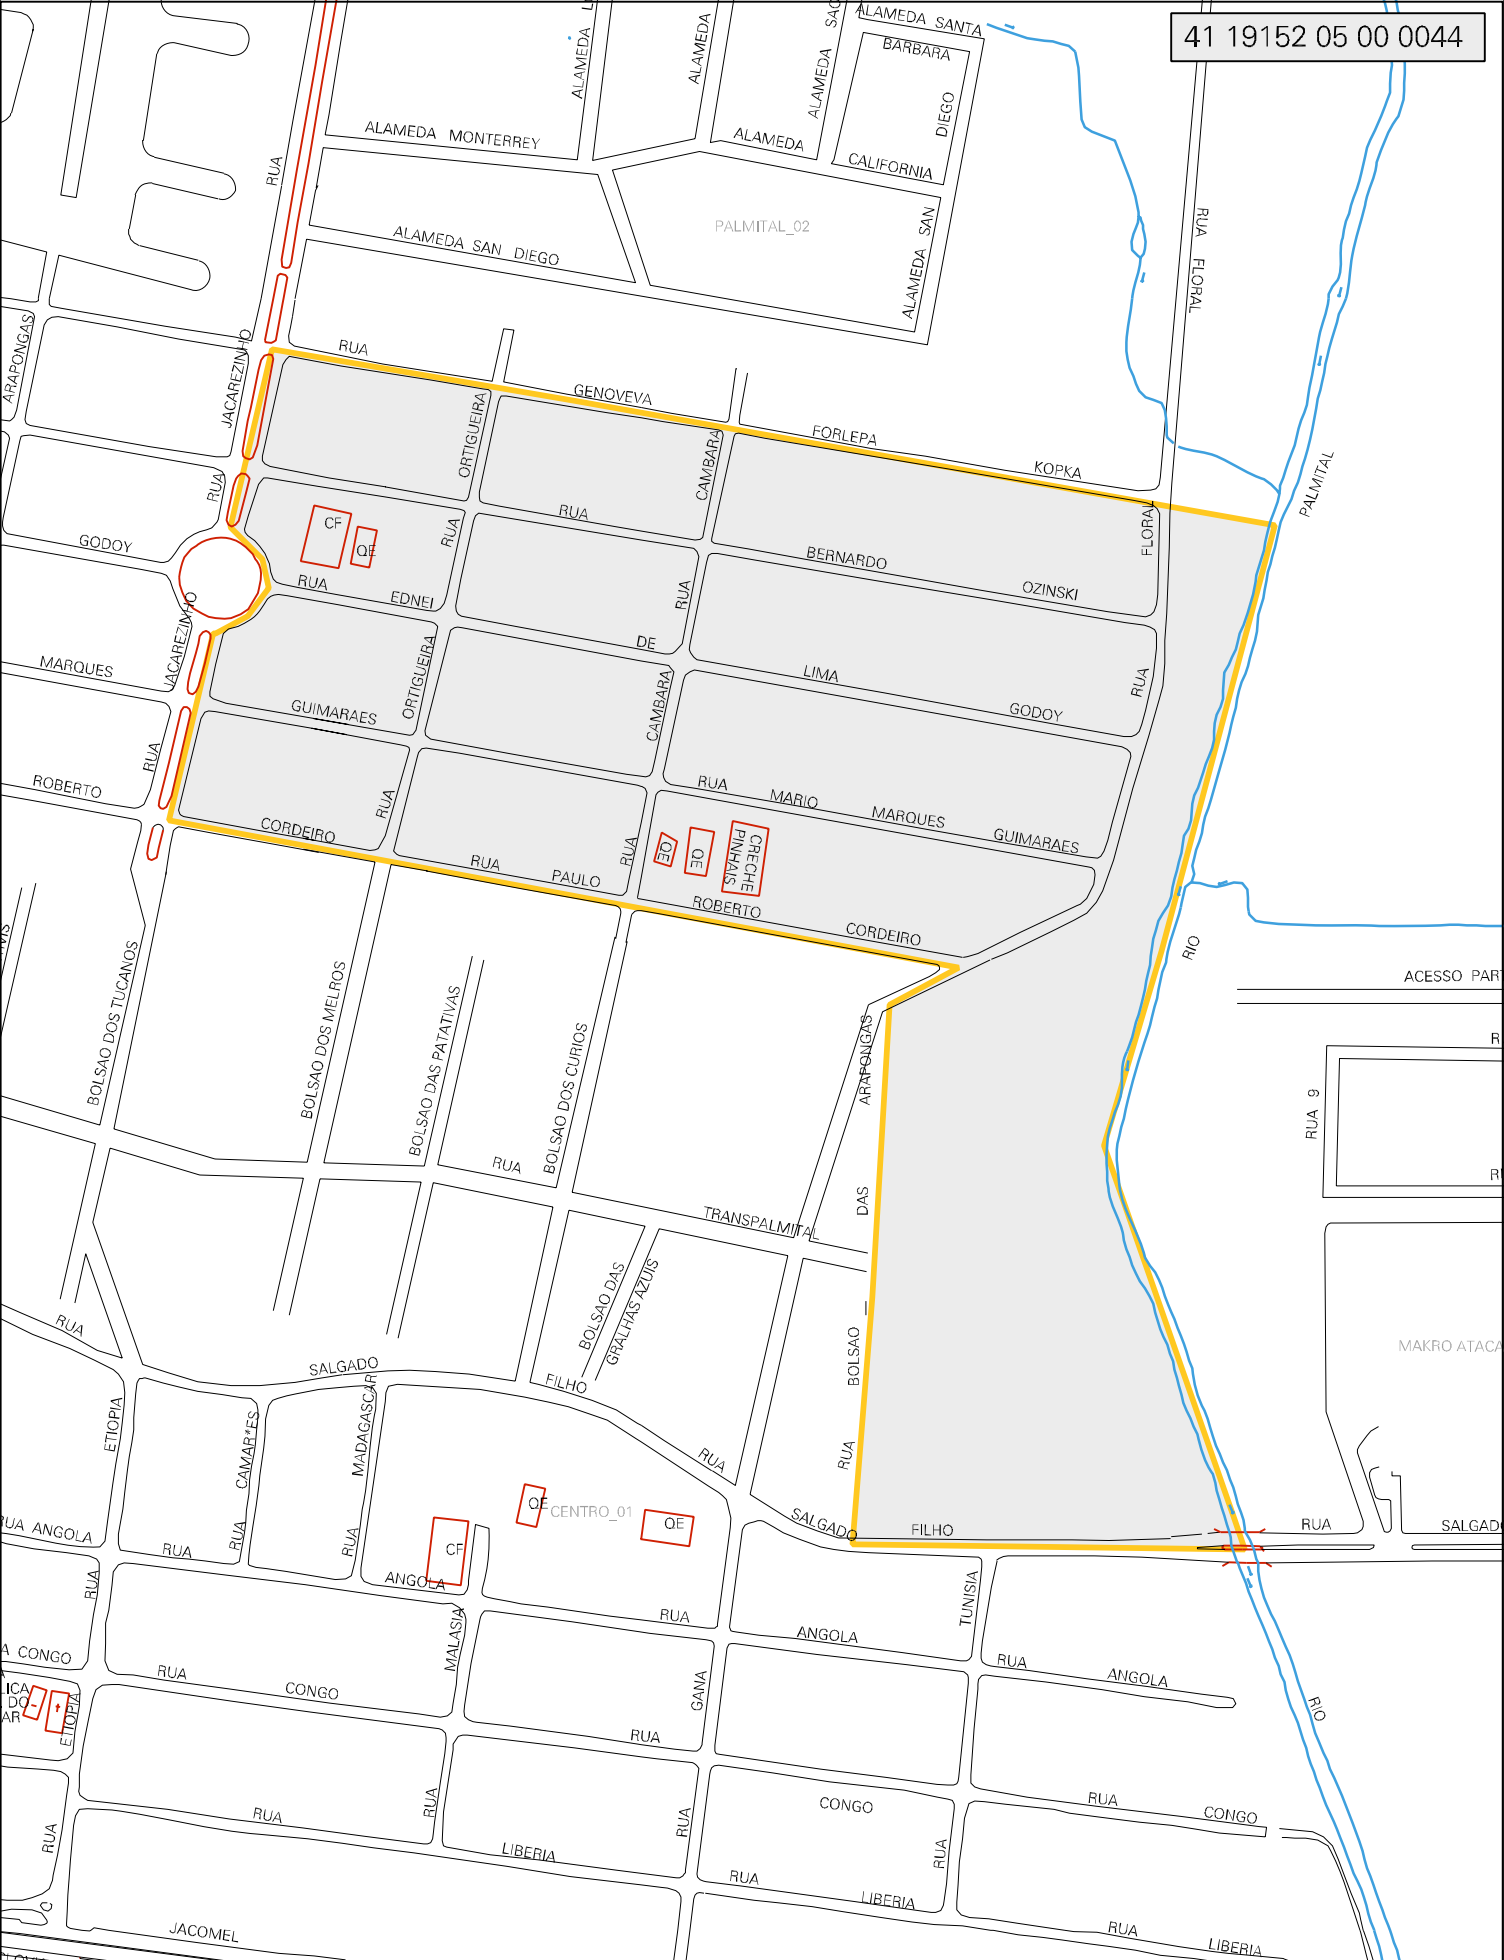 41 19152 05 00 0044
ALAMEDA SANTA
BARBARA
ALAMEDA
ALAMEDA
ALAMEDA
DIEGO
ALAMEDA MONTERREY
ALAMEDA
CALIFORNIA
RUA
PALMITAL_02
ALAMEDA SAN
RUA FLORAL
ALAMEDA SAN DIEGO
ARAPONGAS
JACAREZINHO
RUA
GENOVEVA
FORLEPA
KOPKA
PALMITAL
ORTIGUEIRA
CAMBARA
RUA
RUA
FLORAL
GODOY
CF
QE
RUA
BERNARDO
OZINSKI
RUA
EDNEI
RUA
DE
LIMA
GODOY
RUA
JACAREZINHO
MARQUES
ORTIGUEIRA
CAMBARA
GUIMARAES
RUA
ROBERTO
RUA
RUA
MARIO
MARQUES
GUIMARAES
CORDEIRO
RUA
PAULO
RUA
QE
QE
CRECHE
PINHAIS
ROBERTO
CORDEIRO
RIO
ACESSO
BOLSAO DOS TUCANOS
BOLSAO DOS MELROS
BOLSAO DAS PATATIVAS
BOLSAO DOS CURIOS
ARAPONGAS
RUA 9
RUA
DAS
TRANSPALMITAL
BOLSAO DAS
GRALHAS AZUIS
RUA
BOLSAO
MAKRO
SALGADO
FILHO
ETIOPIA
CAMAR*ES
MADAGASCAR
RUA
RUA
QE
CENTRO_01
QE
SALGADO
FILHO
RUA
SALGADO
RUA ANGOLA
RUA
RUA
RUA
CF
ANGOLA
RUA
TUNISIA
RUA
MALASIA
ANGOLA
CONGO
RUA
CONGO
GANA
RUA
ANGOLA
ETIOPIA
RUA
RIO
RUA
RUA
RUA
CONGO
RUA
CONGO
RUA
LIBERIA
RUA
RUA
LIBERIA
RUA
LIBERIA
JACOMEL